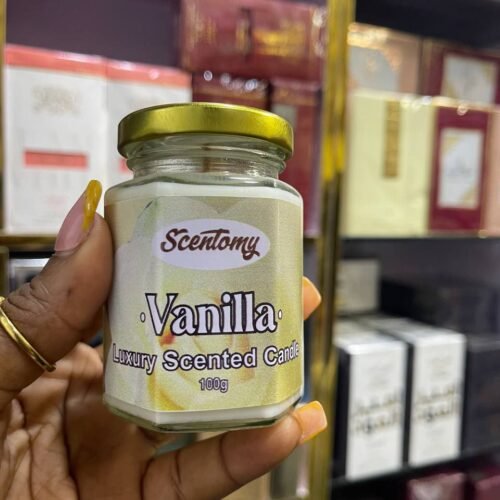 Scentomy
·Vanilla·
Luxury Scented Candle
100g